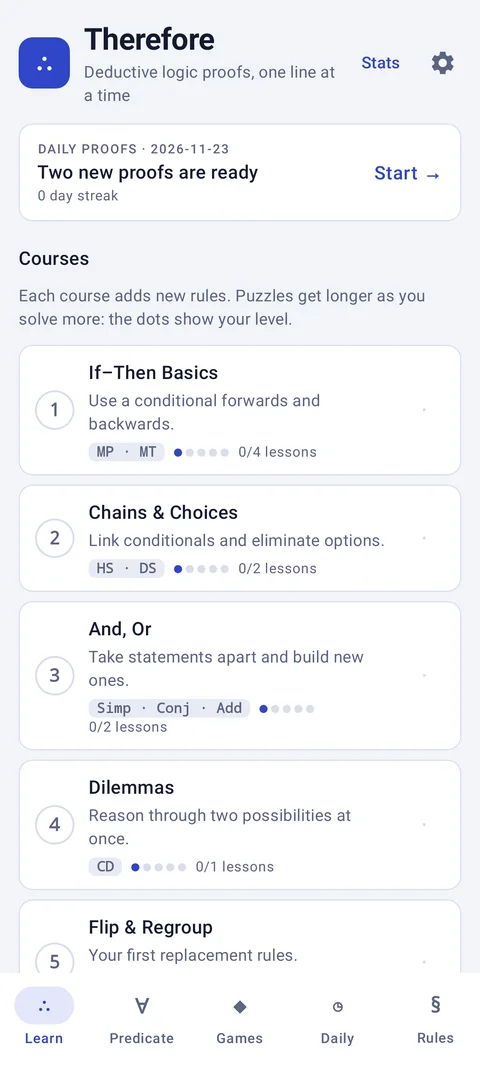 ∴
Therefore
Deductive logic proofs, one line at
a time
Stats
DAILY PROOFS · 2026-11-23
Two new proofs are ready
0 day streak
Start →
Courses
Each course adds new rules. Puzzles get longer as you
solve more: the dots show your level.
1
If–Then Basics
Use a conditional forwards and
backwards.
MP · MT
0/4 lessons
2
Chains & Choices
Link conditionals and eliminate options.
HS · DS
0/2 lessons
3
And, Or
Take statements apart and build new
ones.
Simp · Conj · Add
0/2 lessons
4
Dilemmas
Reason through two possibilities at
once.
CD
0/1 lessons
5
Flip & Regroup
Your first replacement rules.
∴ ∀ ◆ ◔ §
Learn Predicate Games Daily Rules